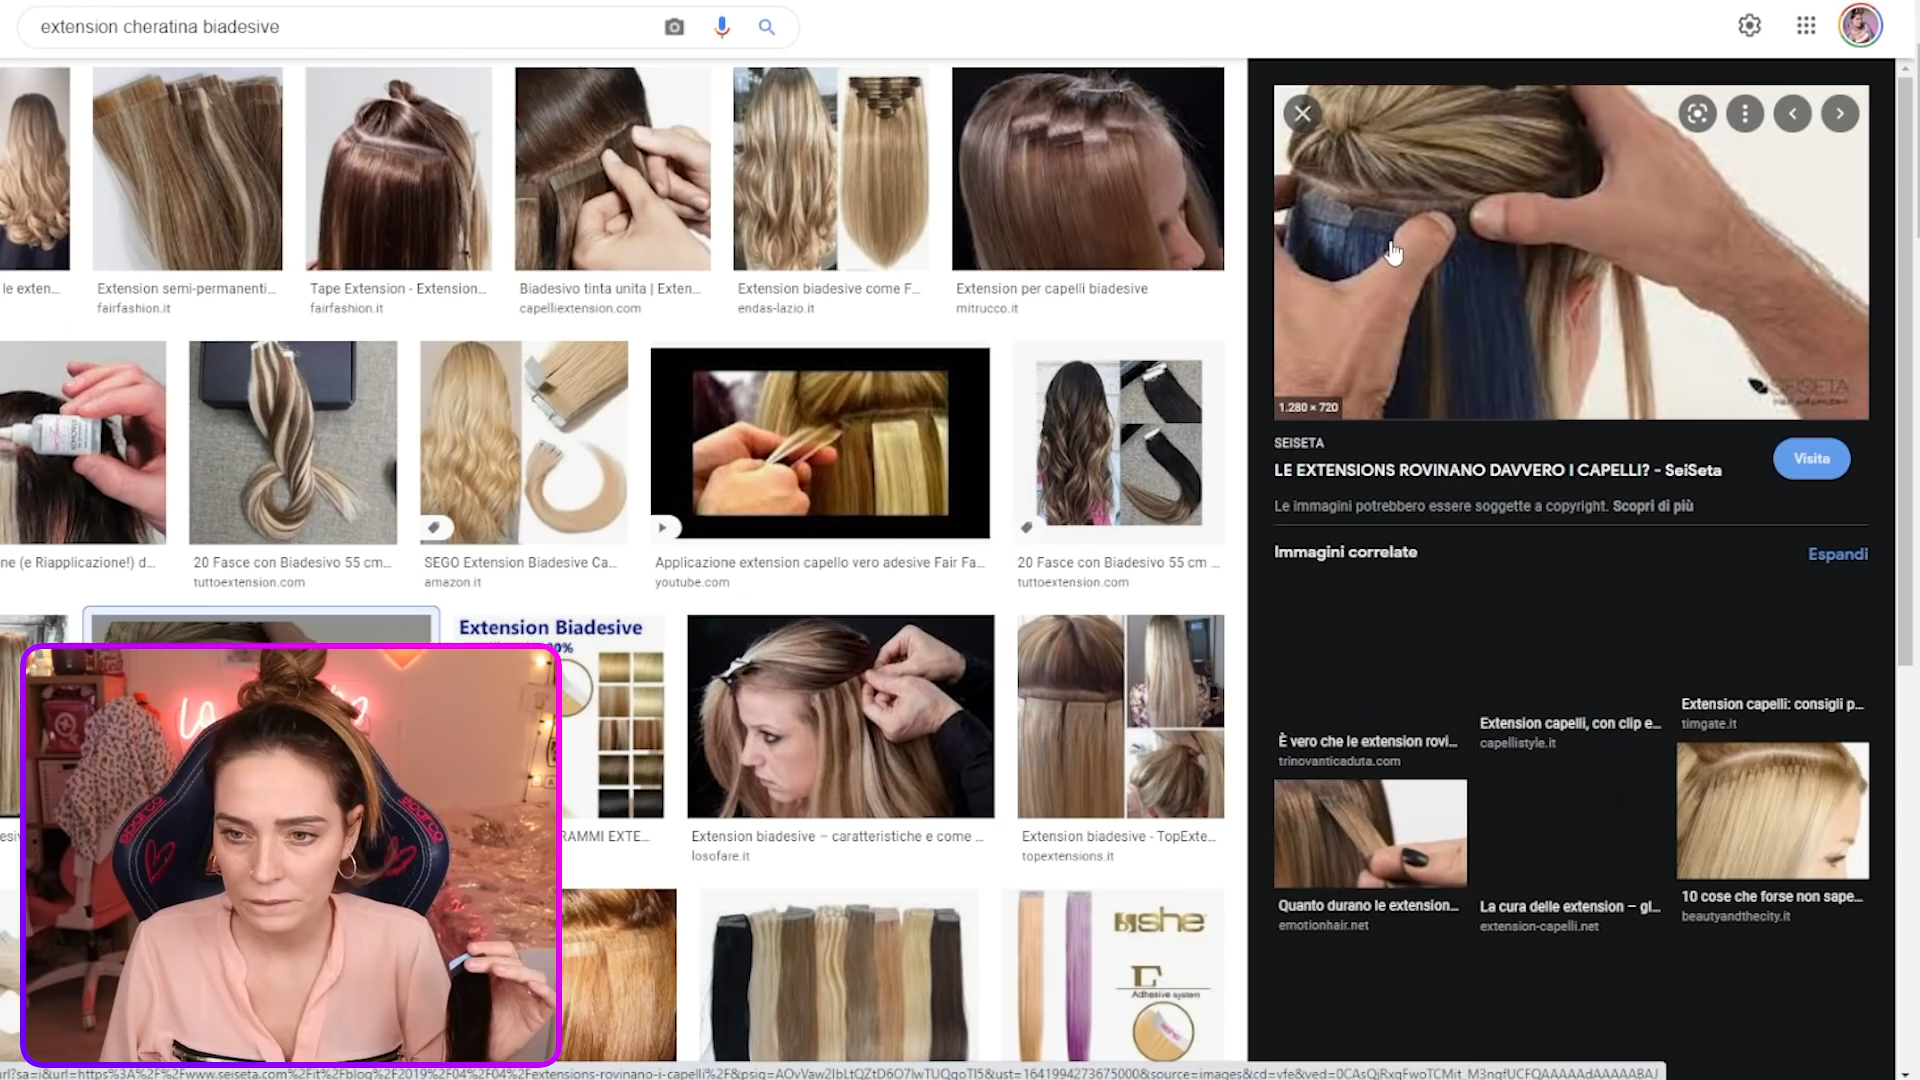 extension cheratina biadesive
le exten...
Extension semi-permanenti...
fairfashion.it
Tape Extension - Extension...
fairfashion.it
Biadesivo tinta unita | Exten...
capelliextension.com
Extension biadesive come F...
endas-lazio.it
Extension per capelli biadesive
mitrucco.it
1.280 × 720
SEISETA
SEISETA
LE EXTENSIONS ROVINANO DAVVERO I CAPELLI? - SeiSeta
Visita
Le immagini potrebbero essere soggette a copyright. Scopri di più
Immagini correlate
Espandi
ne (e Riapplicazione!) d...
20 Fasce con Biadesivo 55 cm...
tuttoextension.com
SEGO Extension Biadesive Ca...
amazon.it
Applicazione extension capello vero adesive Fair Fa...
youtube.com
20 Fasce con Biadesivo 55 cm ...
tuttoextension.com
Extension Biadesive
RAMMI EXTE...
Extension biadesive – caratteristiche e come ...
losofare.it
Extension biadesive - TopExte...
topextensions.it
È vero che le extension rovi...
trinovanticaduta.com
Extension capelli, con clip e...
capellistyle.it
Extension capelli: consigli p...
timgate.it
Quanto durano le extension...
emotionhair.net
La cura delle extension – gl...
extension-capelli.net
10 cose che forse non sape...
beautyandthecity.it
she
E
Adhesive system
sparco
sparco